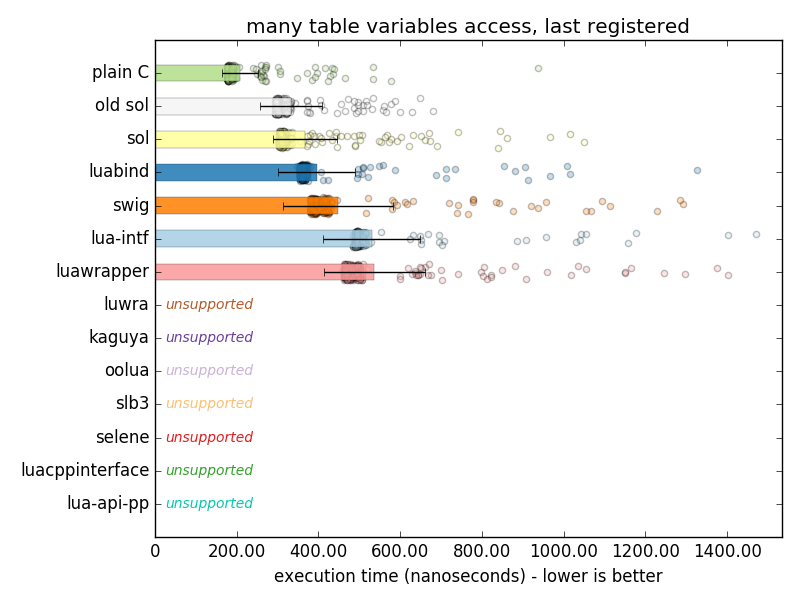 many table variables access, last registered
plain C
old sol
sol
luabind
swig
lua-intf
luawrapper
luwra unsupported
kaguya unsupported
oolua unsupported
slb3 unsupported
selene unsupported
luacppinterface unsupported
lua-api-pp unsupported
0 200.00 400.00 600.00 800.00 1000.00 1200.00 1400.00
execution time (nanoseconds) - lower is better